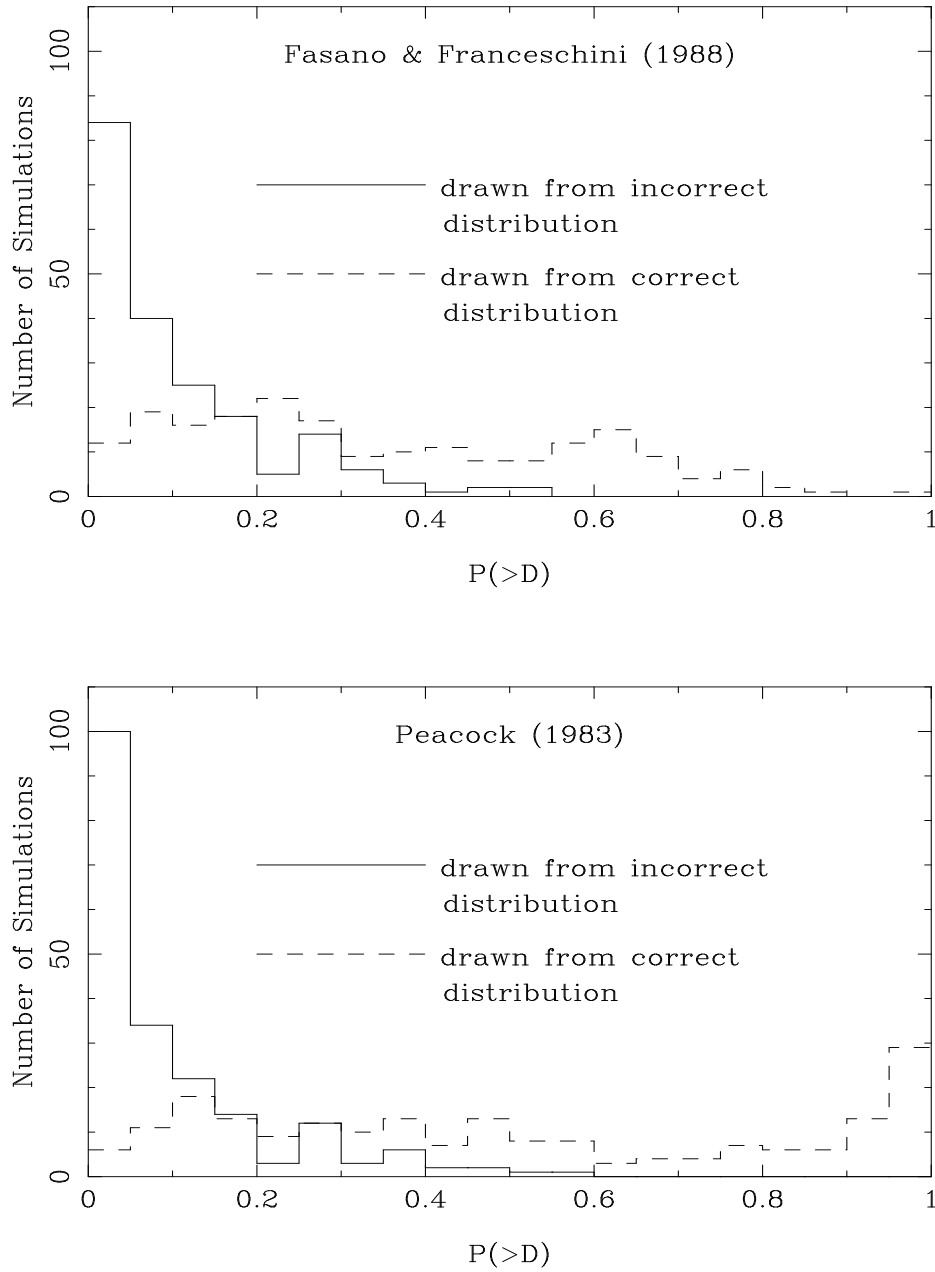 Fasano & Franceschini (1988)
100
50
0
Number of Simulations
drawn from incorrect
distribution
drawn from correct
distribution
0 0.2 0.4 0.6 0.8 1
P(>D)
Peacock (1983)
100
50
0
Number of Simulations
drawn from incorrect
distribution
drawn from correct
distribution
0 0.2 0.4 0.6 0.8 1
P(>D)